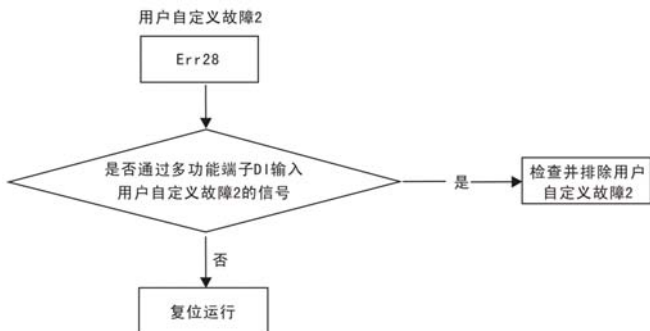 用户自定义故障2
Err28
是否通过多功能端子DI输入
用户自定义故障2的信号
是
检查并排除用户
自定义故障2
否
复位运行